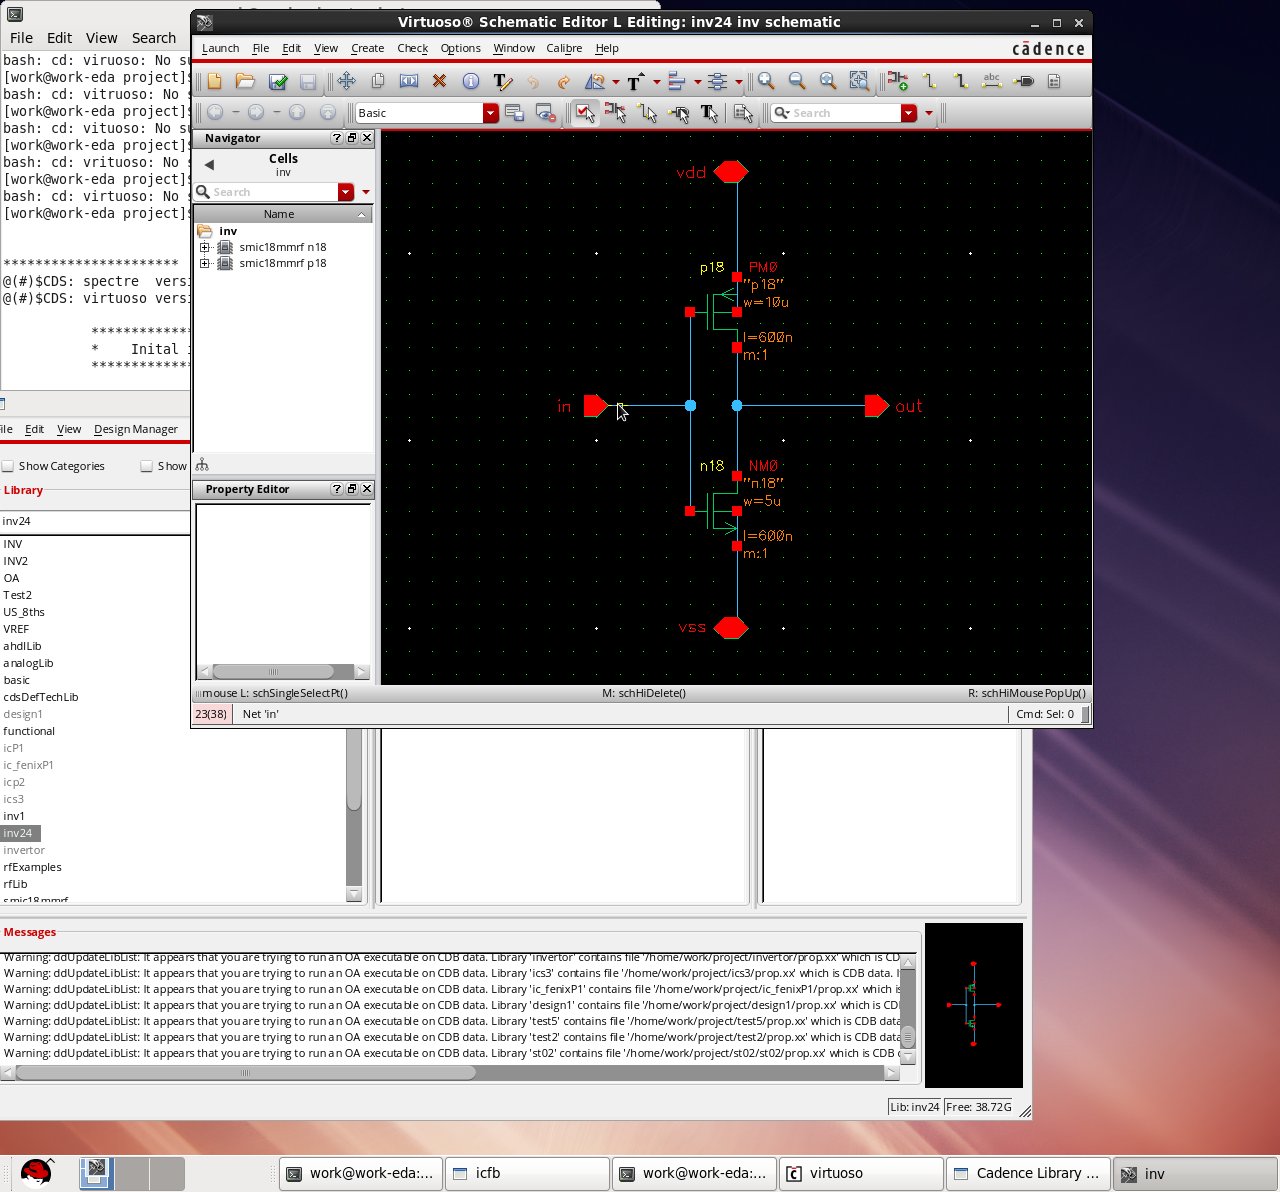 Virtuoso® Schematic Editor L Editing: inv24 inv schematic
File Edit View Search
Launch File Edit View Create Check Options Window Calibre Help
cādence
bash: cd: viruoso: No su
[work@work-eda project]$
bash: cd: vitruoso: No s
[work@work-eda project]$
bash: cd: vituoso: No su
[work@work-eda project]$
bash: cd: vrituoso: No s
[work@work-eda project]$
bash: cd: virtuoso: No s
[work@work-eda project]$
**********************
@(#)$CDS: spectre versi
@(#)$CDS: virtuoso versi
*************
* Inital i
*************
abc
Basic
Search
Navigator
Cells
inv
Search
Name
inv
smic18mmrf n18
smic18mmrf p18
Property Editor
vdd
p18 PM0
"p18"
w=10u
l=600n
m:1
in
out
n18 NM0
"n18"
w=5u
l=600n
m:1
vss
mouse L: schSingleSelectPt()
M: schHiDelete()
R: schHiMousePopUp()
23(38)
Net 'in'
Cmd: Sel: 0
ile Edit View Design Manager
Show Categories
Show
Library
inv24
INV
INV2
OA
Test2
US_8ths
VREF
ahdlLib
analogLib
basic
cdsDefTechLib
design1
functional
icP1
ic_fenixP1
icp2
ics3
inv1
inv24
invertor
rfExamples
rfLib
smic18mmrf
Messages
Warning: ddUpdateLibList: It appears that you are trying to run an OA executable on CDB data. Library 'invertor' contains file '/home/work/project/invertor/prop.xx' which is CD
Warning: ddUpdateLibList: It appears that you are trying to run an OA executable on CDB data. Library 'ics3' contains file '/home/work/project/ics3/prop.xx' which is CDB data. I
Warning: ddUpdateLibList: It appears that you are trying to run an OA executable on CDB data. Library 'ic_fenixP1' contains file '/home/work/project/ic_fenixP1/prop.xx' which is
Warning: ddUpdateLibList: It appears that you are trying to run an OA executable on CDB data. Library 'design1' contains file '/home/work/project/design1/prop.xx' which is CD
Warning: ddUpdateLibList: It appears that you are trying to run an OA executable on CDB data. Library 'test5' contains file '/home/work/project/test5/prop.xx' which is CDB data
Warning: ddUpdateLibList: It appears that you are trying to run an OA executable on CDB data. Library 'test2' contains file '/home/work/project/test2/prop.xx' which is CDB data
Warning: ddUpdateLibList: It appears that you are trying to run an OA executable on CDB data. Library 'st02' contains file '/home/work/project/st02/st02/prop.xx' which is CDB
Lib: inv24 Free: 38.72G
work@work-eda:... icfb work@work-eda:... virtuoso Cadence Library ... inv